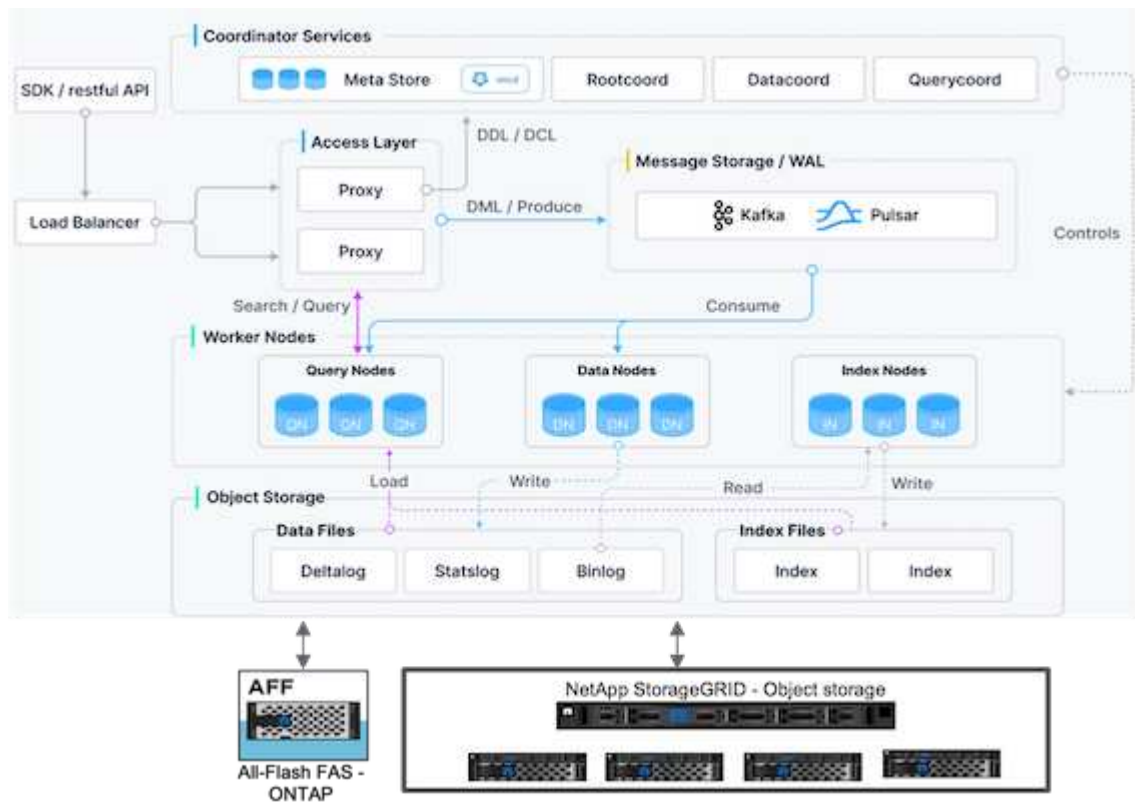 Coordinator Services
SDK / restful API
Meta Store
etcd
Rootcoord
Datacoord
Querycoord
Access Layer
DDL / DCL
Message Storage / WAL
Proxy
Load Balancer
DML / Produce
Kafka
Pulsar
Controls
Proxy
Search / Query
Consume
Worker Nodes
Query Nodes
Data Nodes
Index Nodes
QN
QN
QN
DN
DN
DN
IN
IN
IN
Load
Write
Read
Write
Object Storage
Data Files
Index Files
Deltalog
Statslog
Binlog
Index
Index
AFF
NetApp StorageGRID - Object storage
All-Flash FAS -
ONTAP